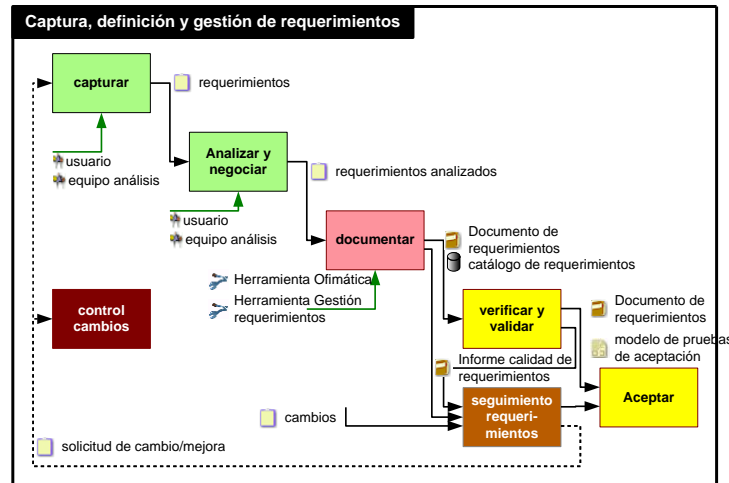 Captura, definición y gestión de requerimientos
capturar
requerimientos
usuario
equipo análisis
Analizar y
negociar
requerimientos analizados
usuario
equipo análisis
documentar
Documento de
requerimientos
catálogo de requerimientos
Herramienta Ofimática
Herramienta Gestión
requerimientos
control
cambios
verificar y
validar
Documento de
requerimientos
modelo de pruebas
de aceptación
Informe calidad de
requerimientos
seguimiento
requeri-
mientos
Aceptar
cambios
solicitud de cambio/mejora